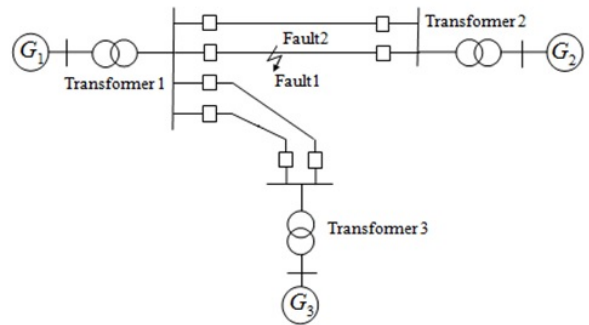 Transformer 2
Fault2
G1
G2
Transformer 1
Fault1
Transformer 3
G3